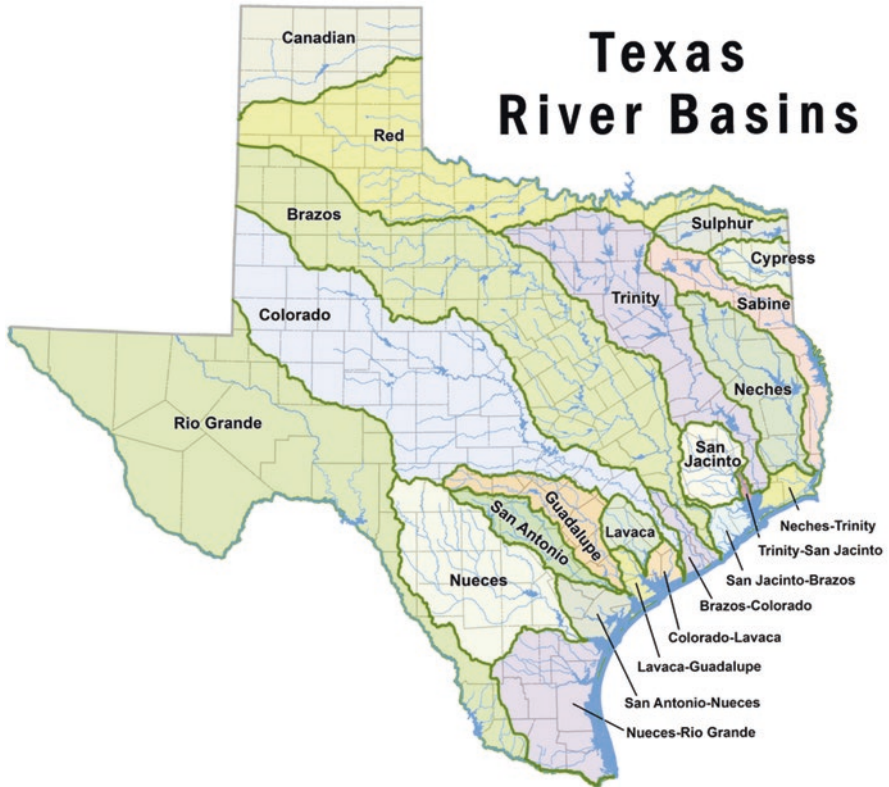 Texas
River Basins
Canadian
Red
Brazos
Sulphur
Cypress
Trinity
Sabine
Colorado
Neches
Rio Grande
San
Jacinto
Guadalupe
San Antonio
Lavaca
Nueces
Neches-Trinity
Trinity-San Jacinto
San Jacinto-Brazos
Brazos-Colorado
Colorado-Lavaca
Lavaca-Guadalupe
San Antonio-Nueces
Nueces-Rio Grande